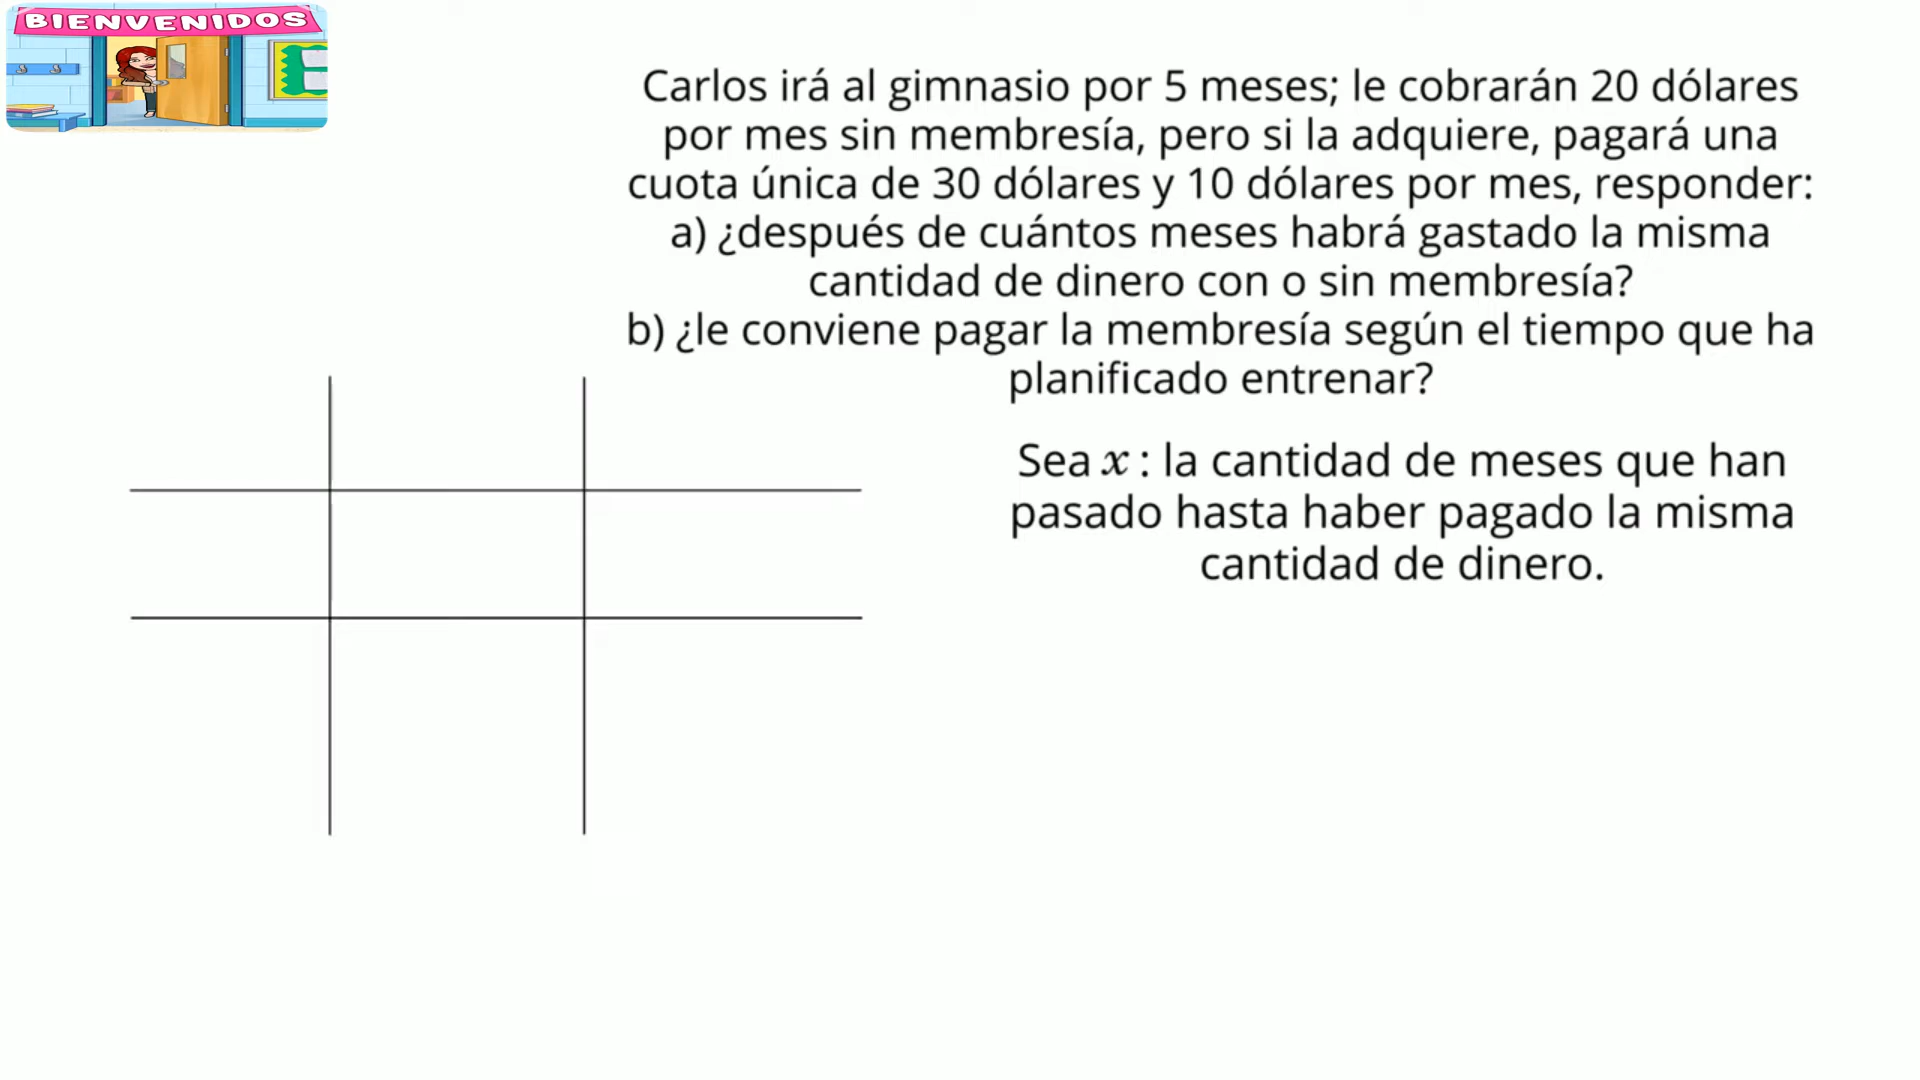 BIENVENIDOS
Carlos irá al gimnasio por 5 meses; le cobrarán 20 dólares
por mes sin membresía, pero si la adquiere, pagará una
cuota única de 30 dólares y 10 dólares por mes, responder:
a) ¿después de cuántos meses habrá gastado la misma
cantidad de dinero con o sin membresía?
b) ¿le conviene pagar la membresía según el tiempo que ha
planificado entrenar?
Sea x : la cantidad de meses que han
pasado hasta haber pagado la misma
cantidad de dinero.